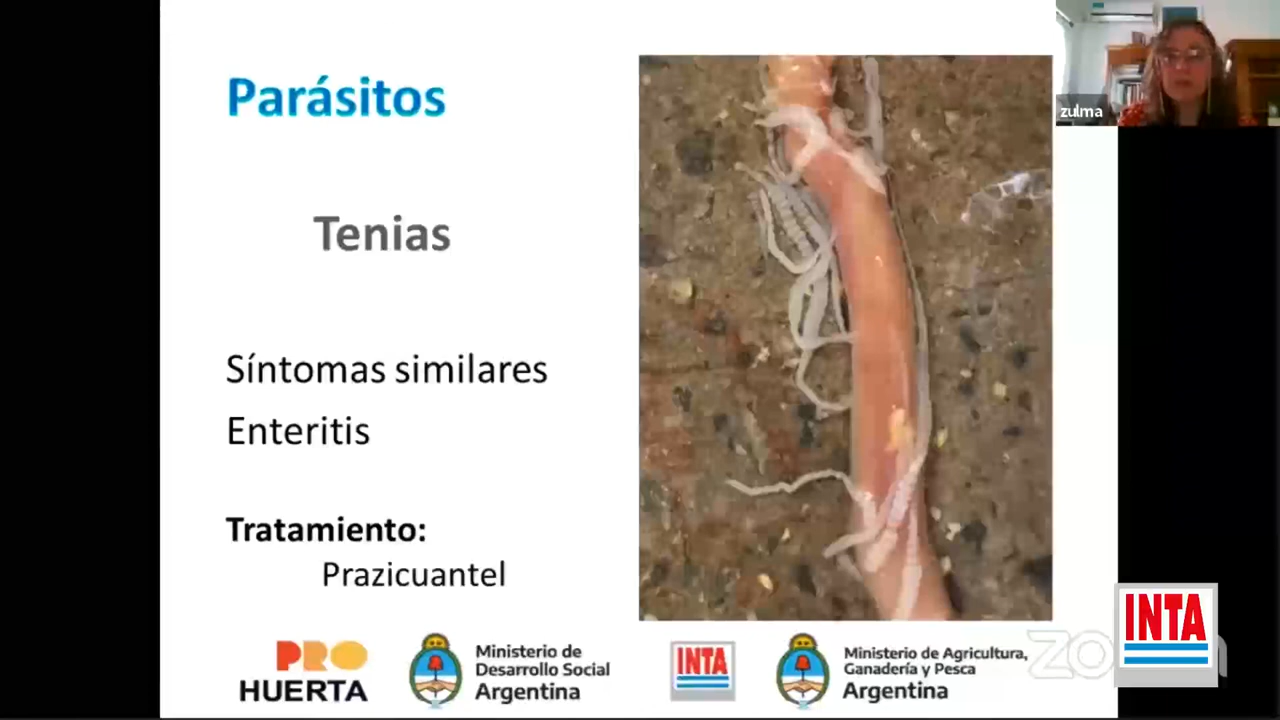 Parásitos
Tenias
Síntomas similares
Enteritis
Tratamiento:
Prazicuantel
zulma
PRO
HUERTA
Ministerio de
Desarrollo Social
Argentina
INTA
Ministerio de Agricultura,
Ganadería y Pesca
Argentina
INTA